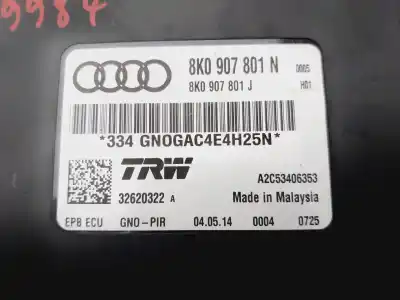 9984
8K0 907 801 N 0005
8K0 907 801 J H01
*334 GNOGAC4E4H25N*
TRW
A2C53406353
32620322 A Made in Malaysia
EPB ECU GNO-PIR 04.05.14 0004 0725